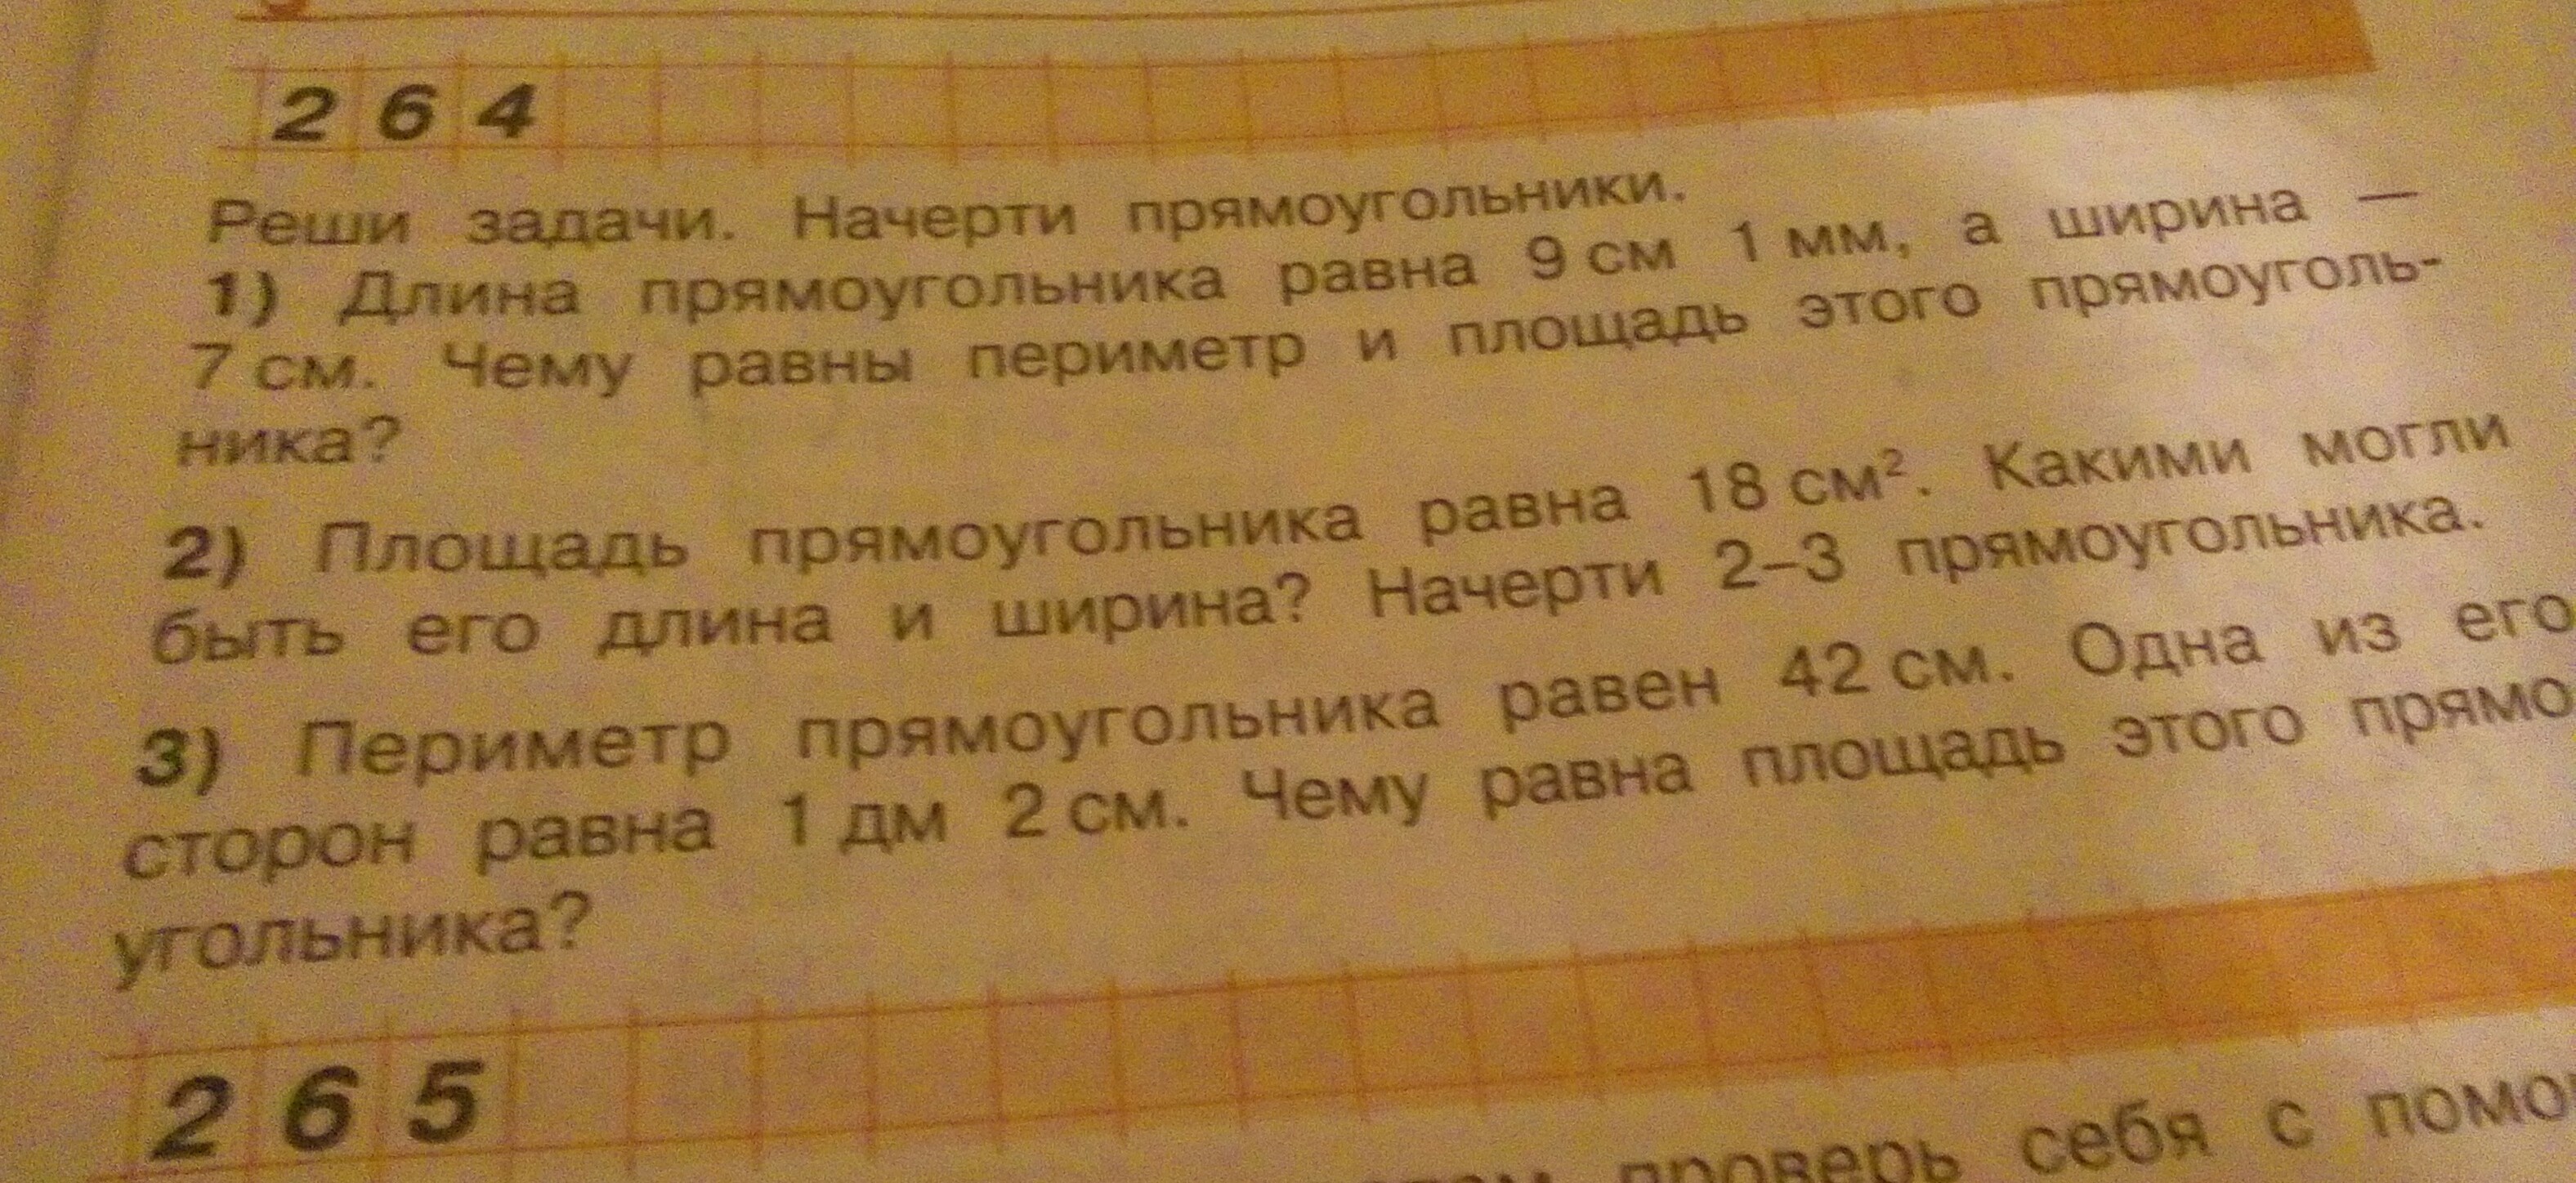 264
Реши задачи. Начерти прямоугольники.
1) Длина прямоугольника равна 9 см 1 мм, а ширина —
7 см. Чему равны периметр и площадь этого прямоуголь-
ника?
2) Площадь прямоугольника равна 18 см². Какими могли
быть его длина и ширина? Начерти 2–3 прямоугольника.
3) Периметр прямоугольника равен 42 см. Одна из его
сторон равна 1 дм 2 см. Чему равна площадь этого прямо
угольника?
265
проверь себя с